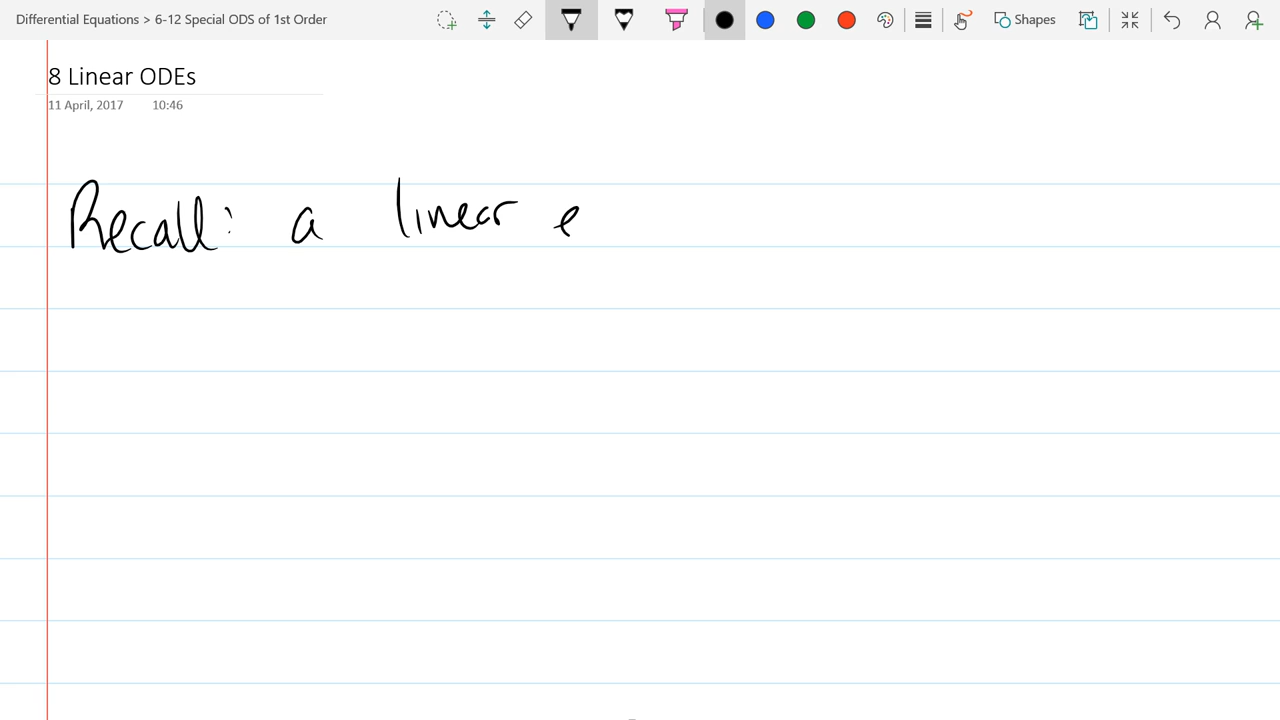 Differential Equations > 6-12 Special ODS of 1st Order
Shapes
8 Linear ODEs
11 April, 2017 10:46
Recall: a linear e